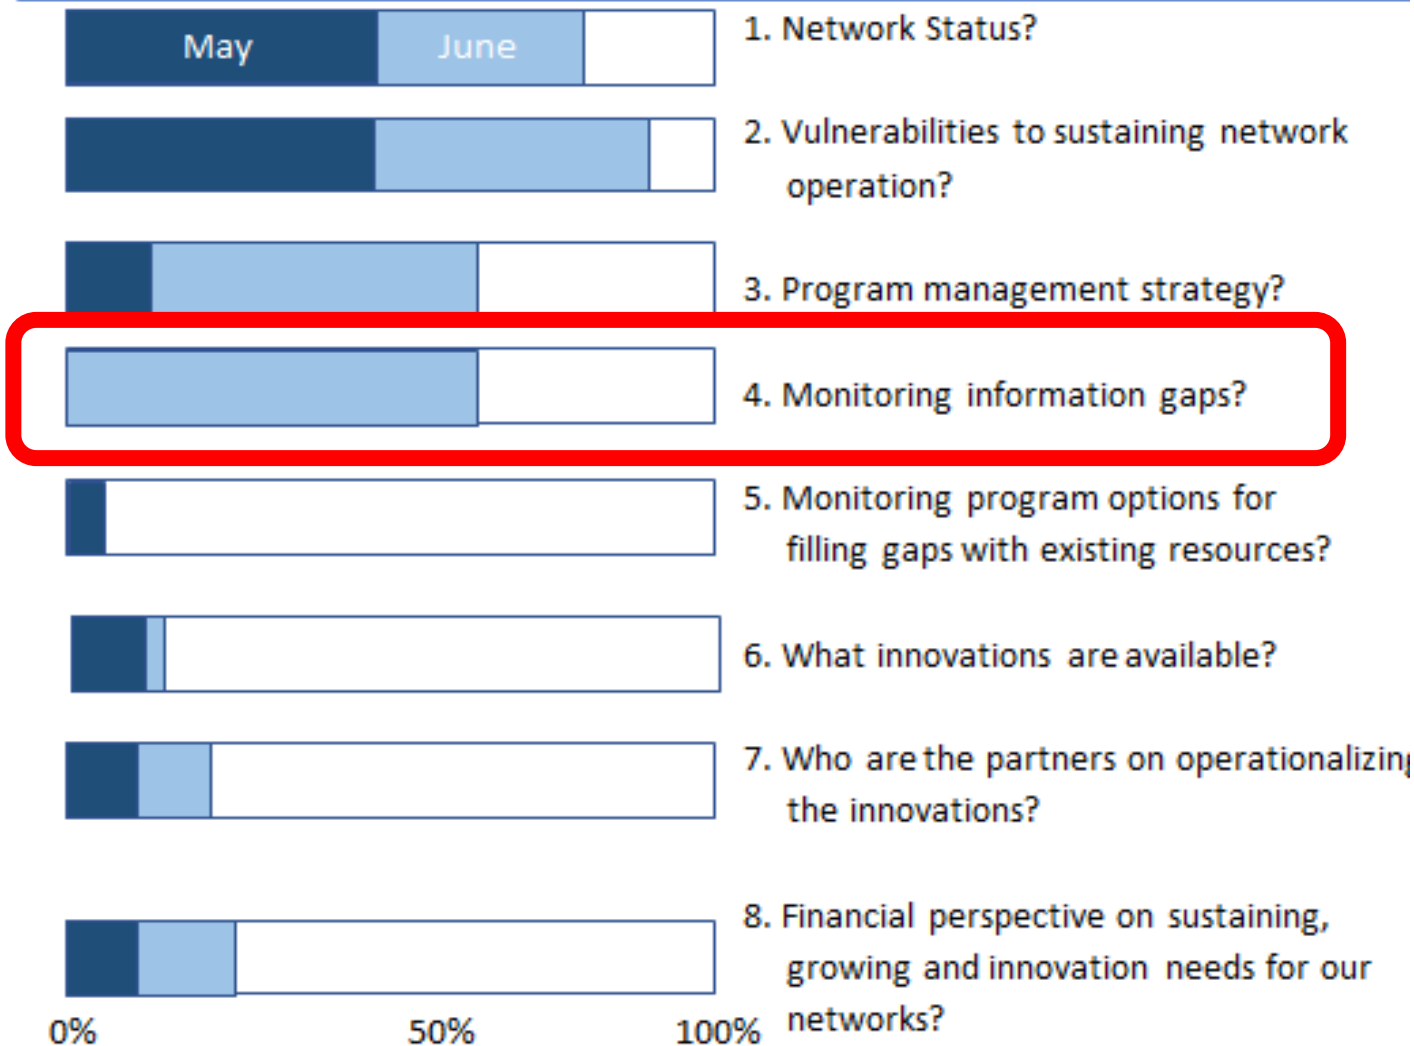 May
June
1. Network Status?
2. Vulnerabilities to sustaining network
operation?
3. Program management strategy?
4. Monitoring information gaps?
5. Monitoring program options for
filling gaps with existing resources?
6. What innovations are available?
7. Who are the partners on operationalizing
the innovations?
8. Financial perspective on sustaining,
growing and innovation needs for our
networks?
0%
50%
100%